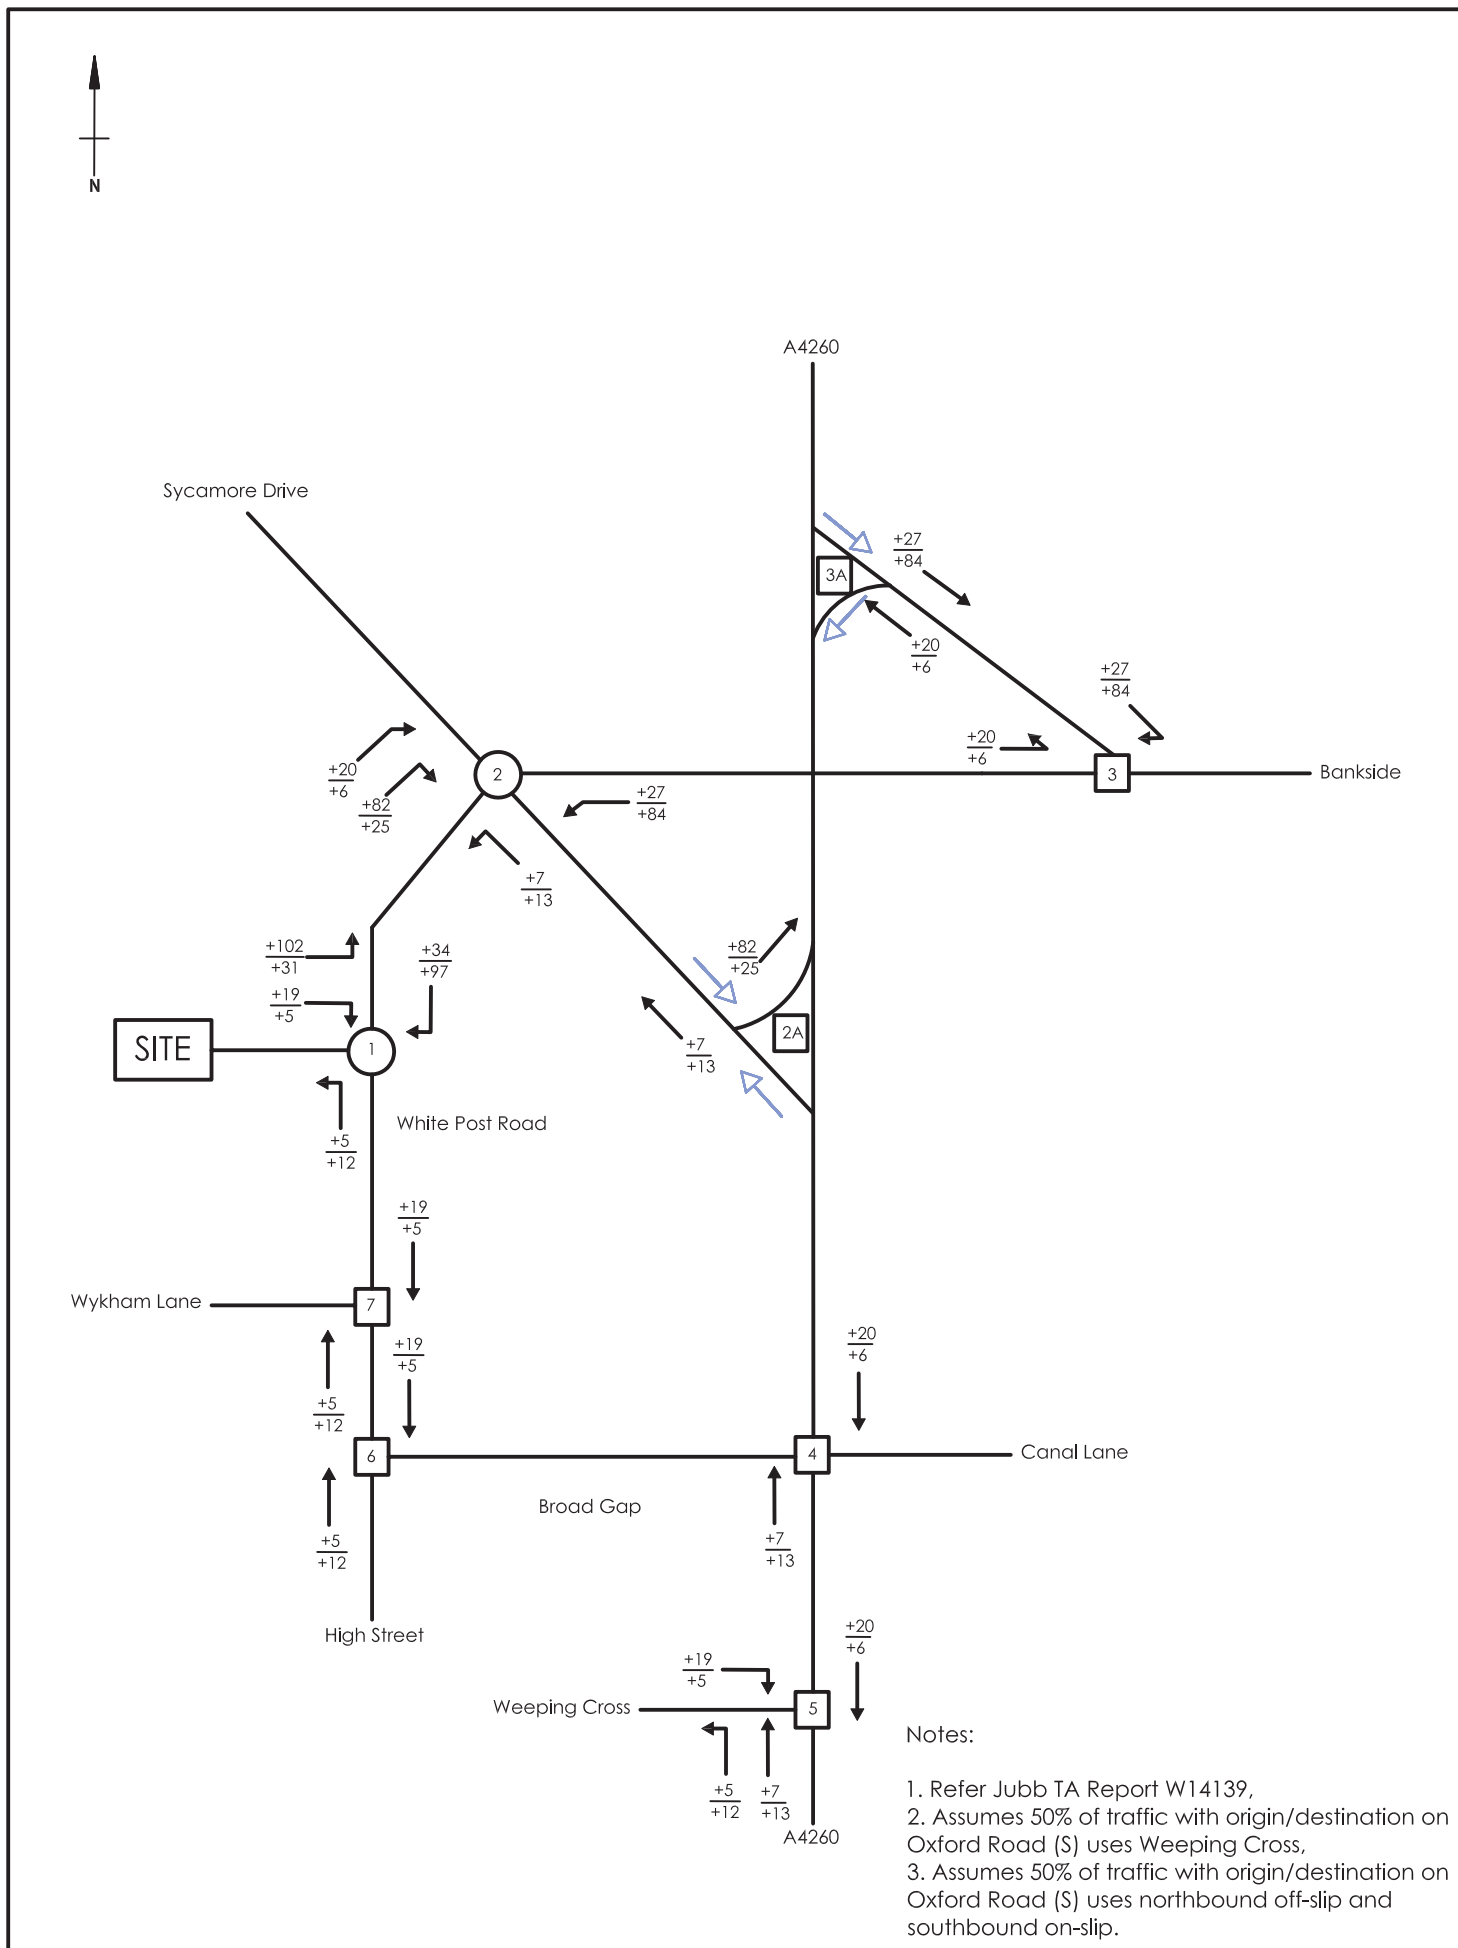 N
A4260
Sycamore Drive
+27
+84
3A
+20
+6
+27
+84
+20
+6
+20
+6
2
3
Bankside
+82
+25
+27
+84
+7
+13
+102
+31
+34
+97
+82
+25
+19
+5
SITE
1
2A
+7
+13
White Post Road
+5
+12
+19
+5
Wykham Lane
7
+19
+5
+20
+6
+5
+12
6
4
Canal Lane
Broad Gap
+5
+12
+7
+13
High Street
+20
+6
+19
+5
Weeping Cross
5
+5
+12
+7
+13
A4260
Notes:
1. Refer Jubb TA Report W14139,
2. Assumes 50% of traffic with origin/destination on
Oxford Road (S) uses Weeping Cross,
3. Assumes 50% of traffic with origin/destination on
Oxford Road (S) uses northbound off-slip and
southbound on-slip.